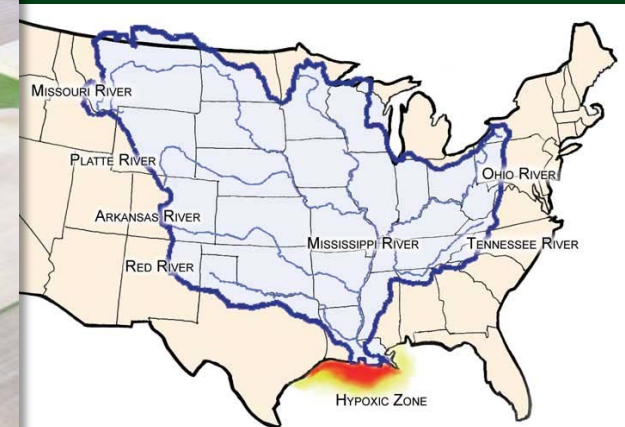 MISSOURI RIVER
PLATTE RIVER
OHIO RIVER
ARKANSAS RIVER
MISSISSIPPI RIVER
TENNESSEE RIVER
RED RIVER
HYPOXIC ZONE